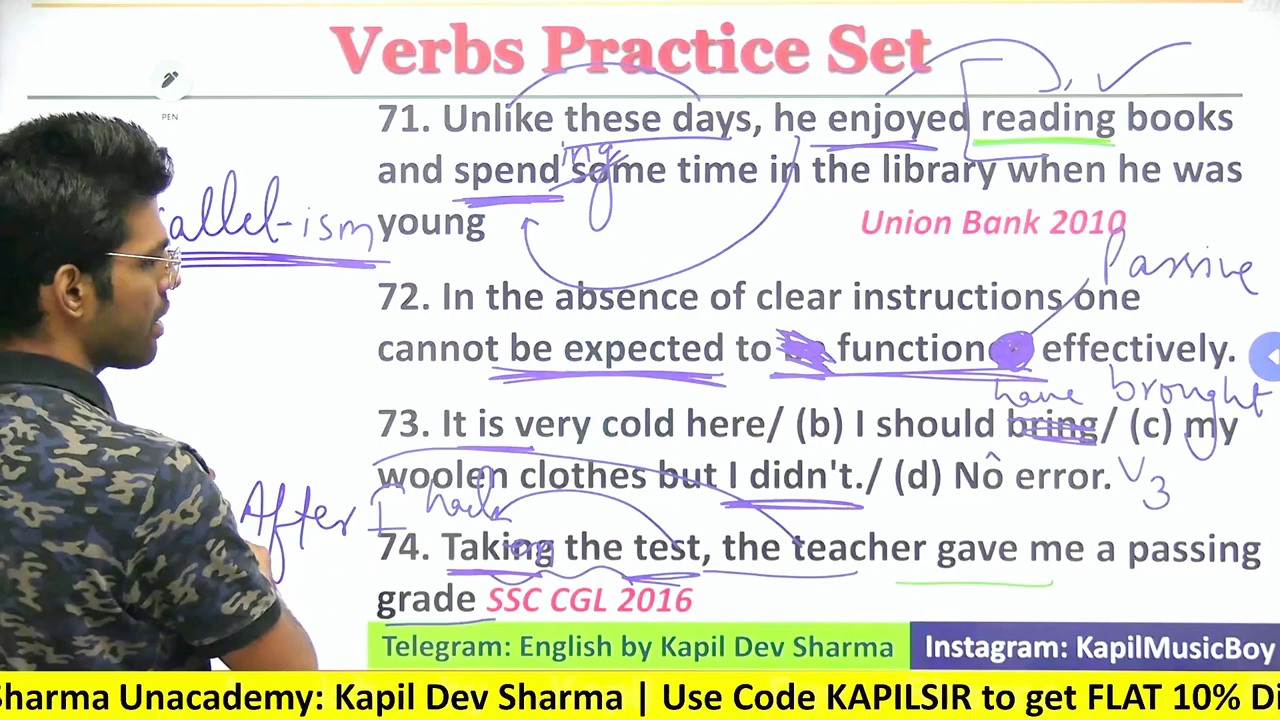 Verbs Practice Set
PEN
71. Unlike these days, he enjoyed reading books
and spend some time in the library when he was
ing
young
Union Bank 2010
allel-ism
Passive
72. In the absence of clear instructions one
cannot be expected to function effectively.
have brought
73. It is very cold here/ (b) I should bring/ (c) my
woolen clothes but I didn't./ (d) No error.
V3
After I had
74. Taking the test, the teacher gave me a passing
en
grade SSC CGL 2016
Telegram: English by Kapil Dev Sharma
Instagram: KapilMusicBoy
Sharma Unacademy: Kapil Dev Sharma | Use Code KAPILSIR to get FLAT 10% Di